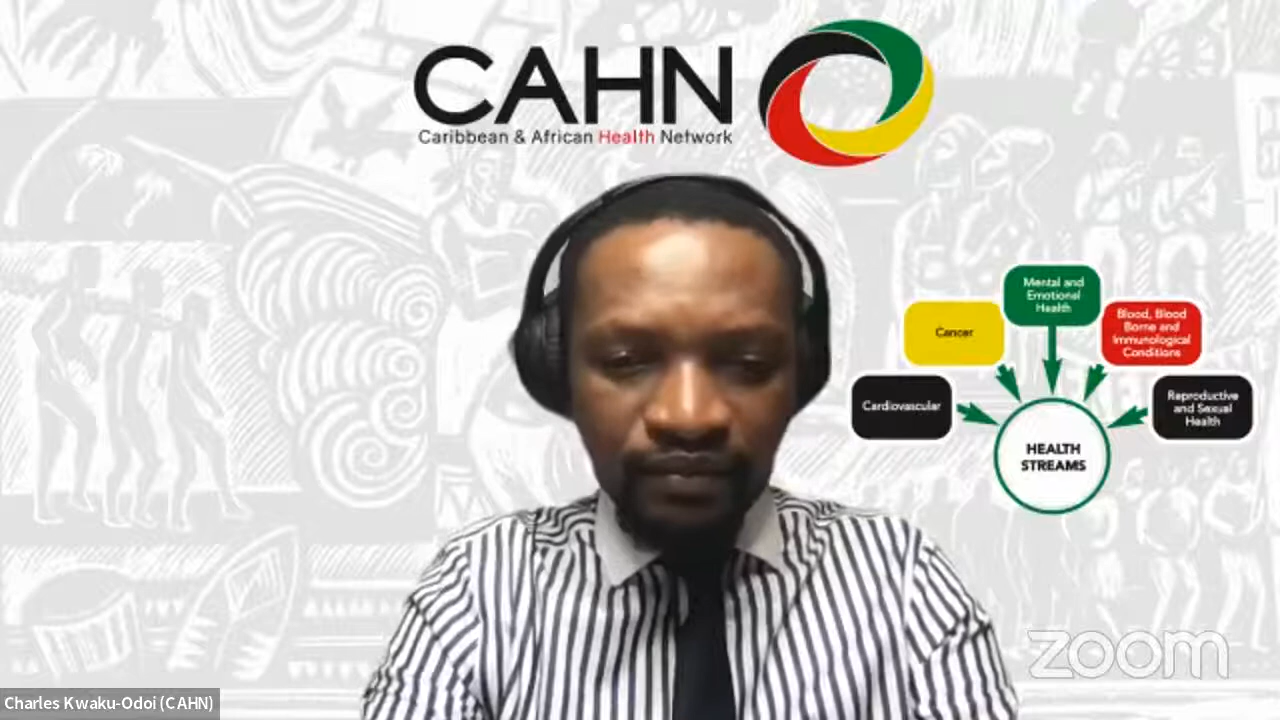 CAHN
Caribbean & African Health Network
Mental and
Emotional
Health
Cancer
Blood, Blood
Borne and
Immunological
Conditions
Cardiovascular
Reproductive
and Sexual
Health
HEALTH
STREAMS
zoom
Charles Kwaku-Odoi (CAHN)